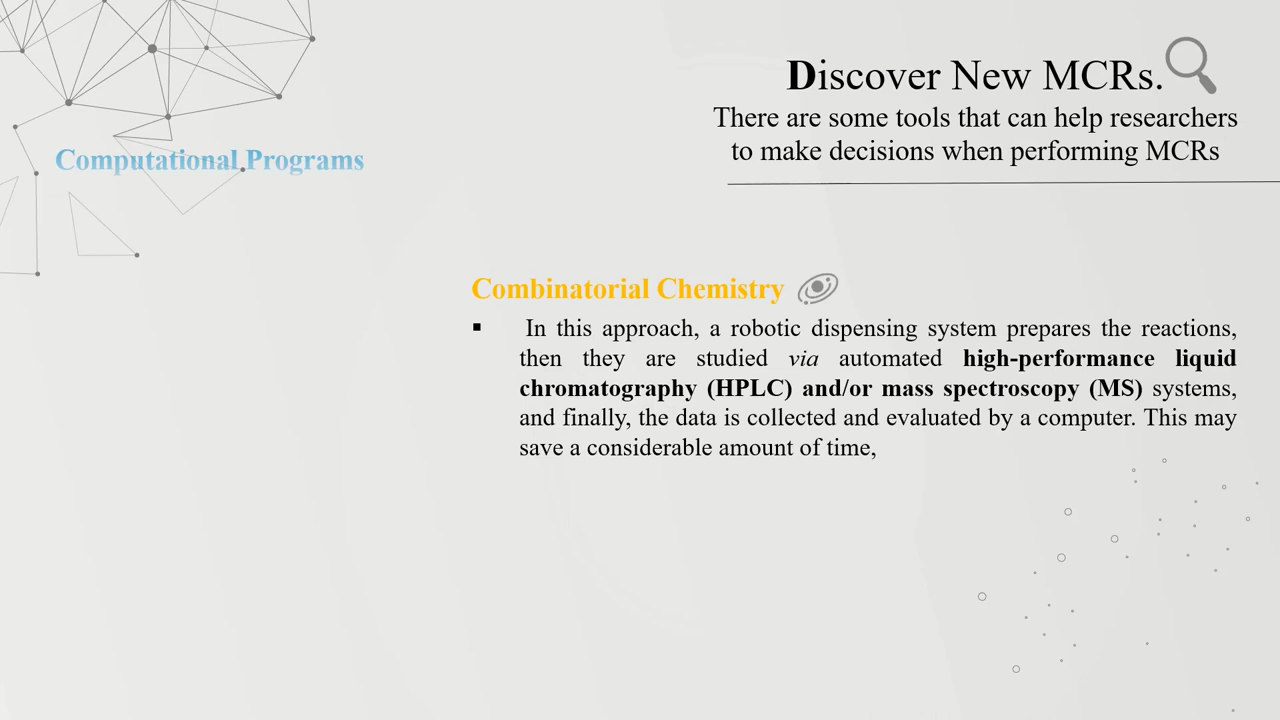 Discover New MCRs.
There are some tools that can help researchers
to make decisions when performing MCRs
Computational Programs
Combinatorial Chemistry
▪ In this approach, a robotic dispensing system prepares the reactions,
then they are studied via automated high-performance liquid
chromatography (HPLC) and/or mass spectroscopy (MS) systems,
and finally, the data is collected and evaluated by a computer. This may
save a considerable amount of time,